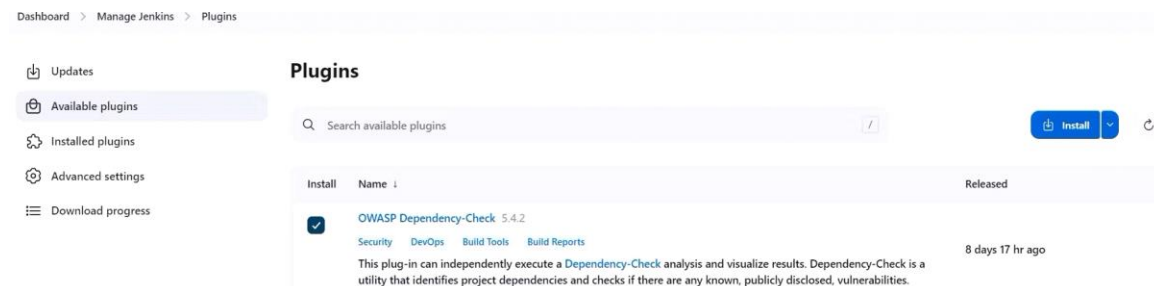 Dashboard > Manage Jenkins > Plugins
Updates
Available plugins
Installed plugins
Advanced settings
Download progress
Plugins
Search available plugins /
Install
Install Name ↓ Released
OWASP Dependency-Check 5.4.2
Security DevOps Build Tools Build Reports
8 days 17 hr ago
This plug-in can independently execute a Dependency-Check analysis and visualize results. Dependency-Check is a
utility that identifies project dependencies and checks if there are any known, publicly disclosed, vulnerabilities.